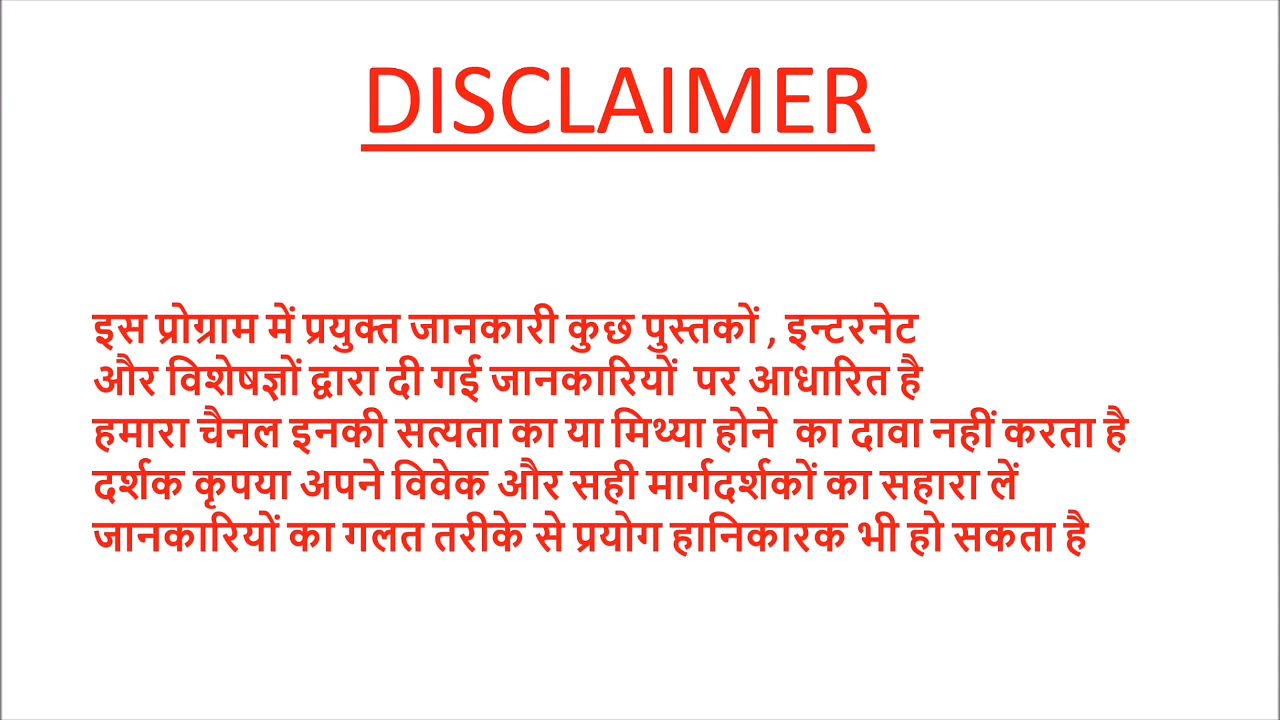 DISCLAIMER
इस प्रोग्राम में प्रयुक्त जानकारी कुछ पुस्तकों , इन्टरनेट
और विशेषज्ञों द्वारा दी गई जानकारियों पर आधारित है
हमारा चैनल इनकी सत्यता का या मिथ्या होने का दावा नहीं करता है
दर्शक कृपया अपने विवेक और सही मार्गदर्शकों का सहारा लें
जानकारियों का गलत तरीके से प्रयोग हानिकारक भी हो सकता है